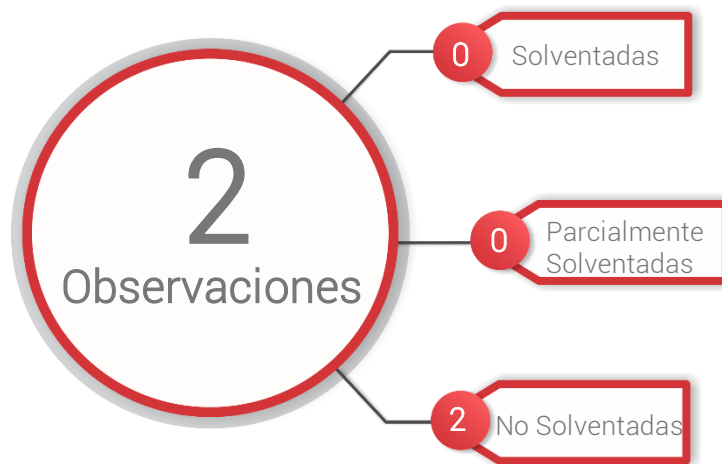 2
Observaciones
0
Solventadas
0
Parcialmente
Solventadas
2
No Solventadas